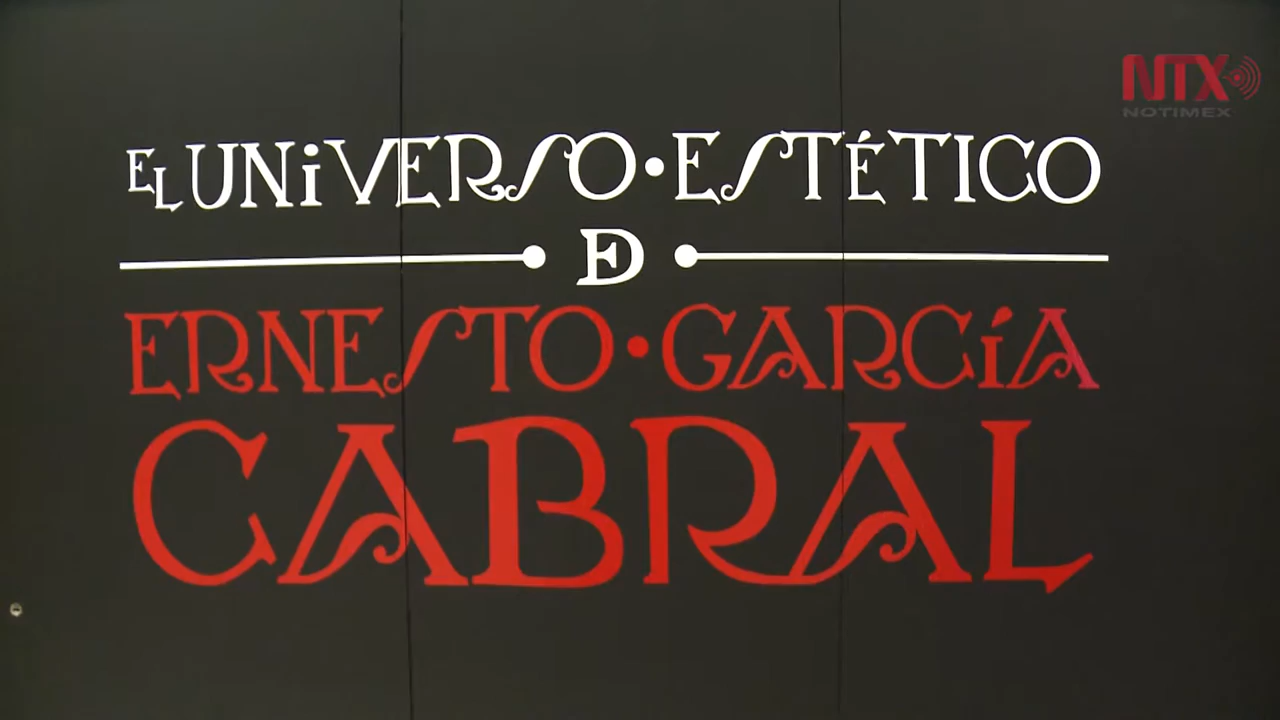 NTX
NOTIMEX
EL UNiVERSO·ESTÉTICO
DE
ERNESTO·GARCíA
CABRAL